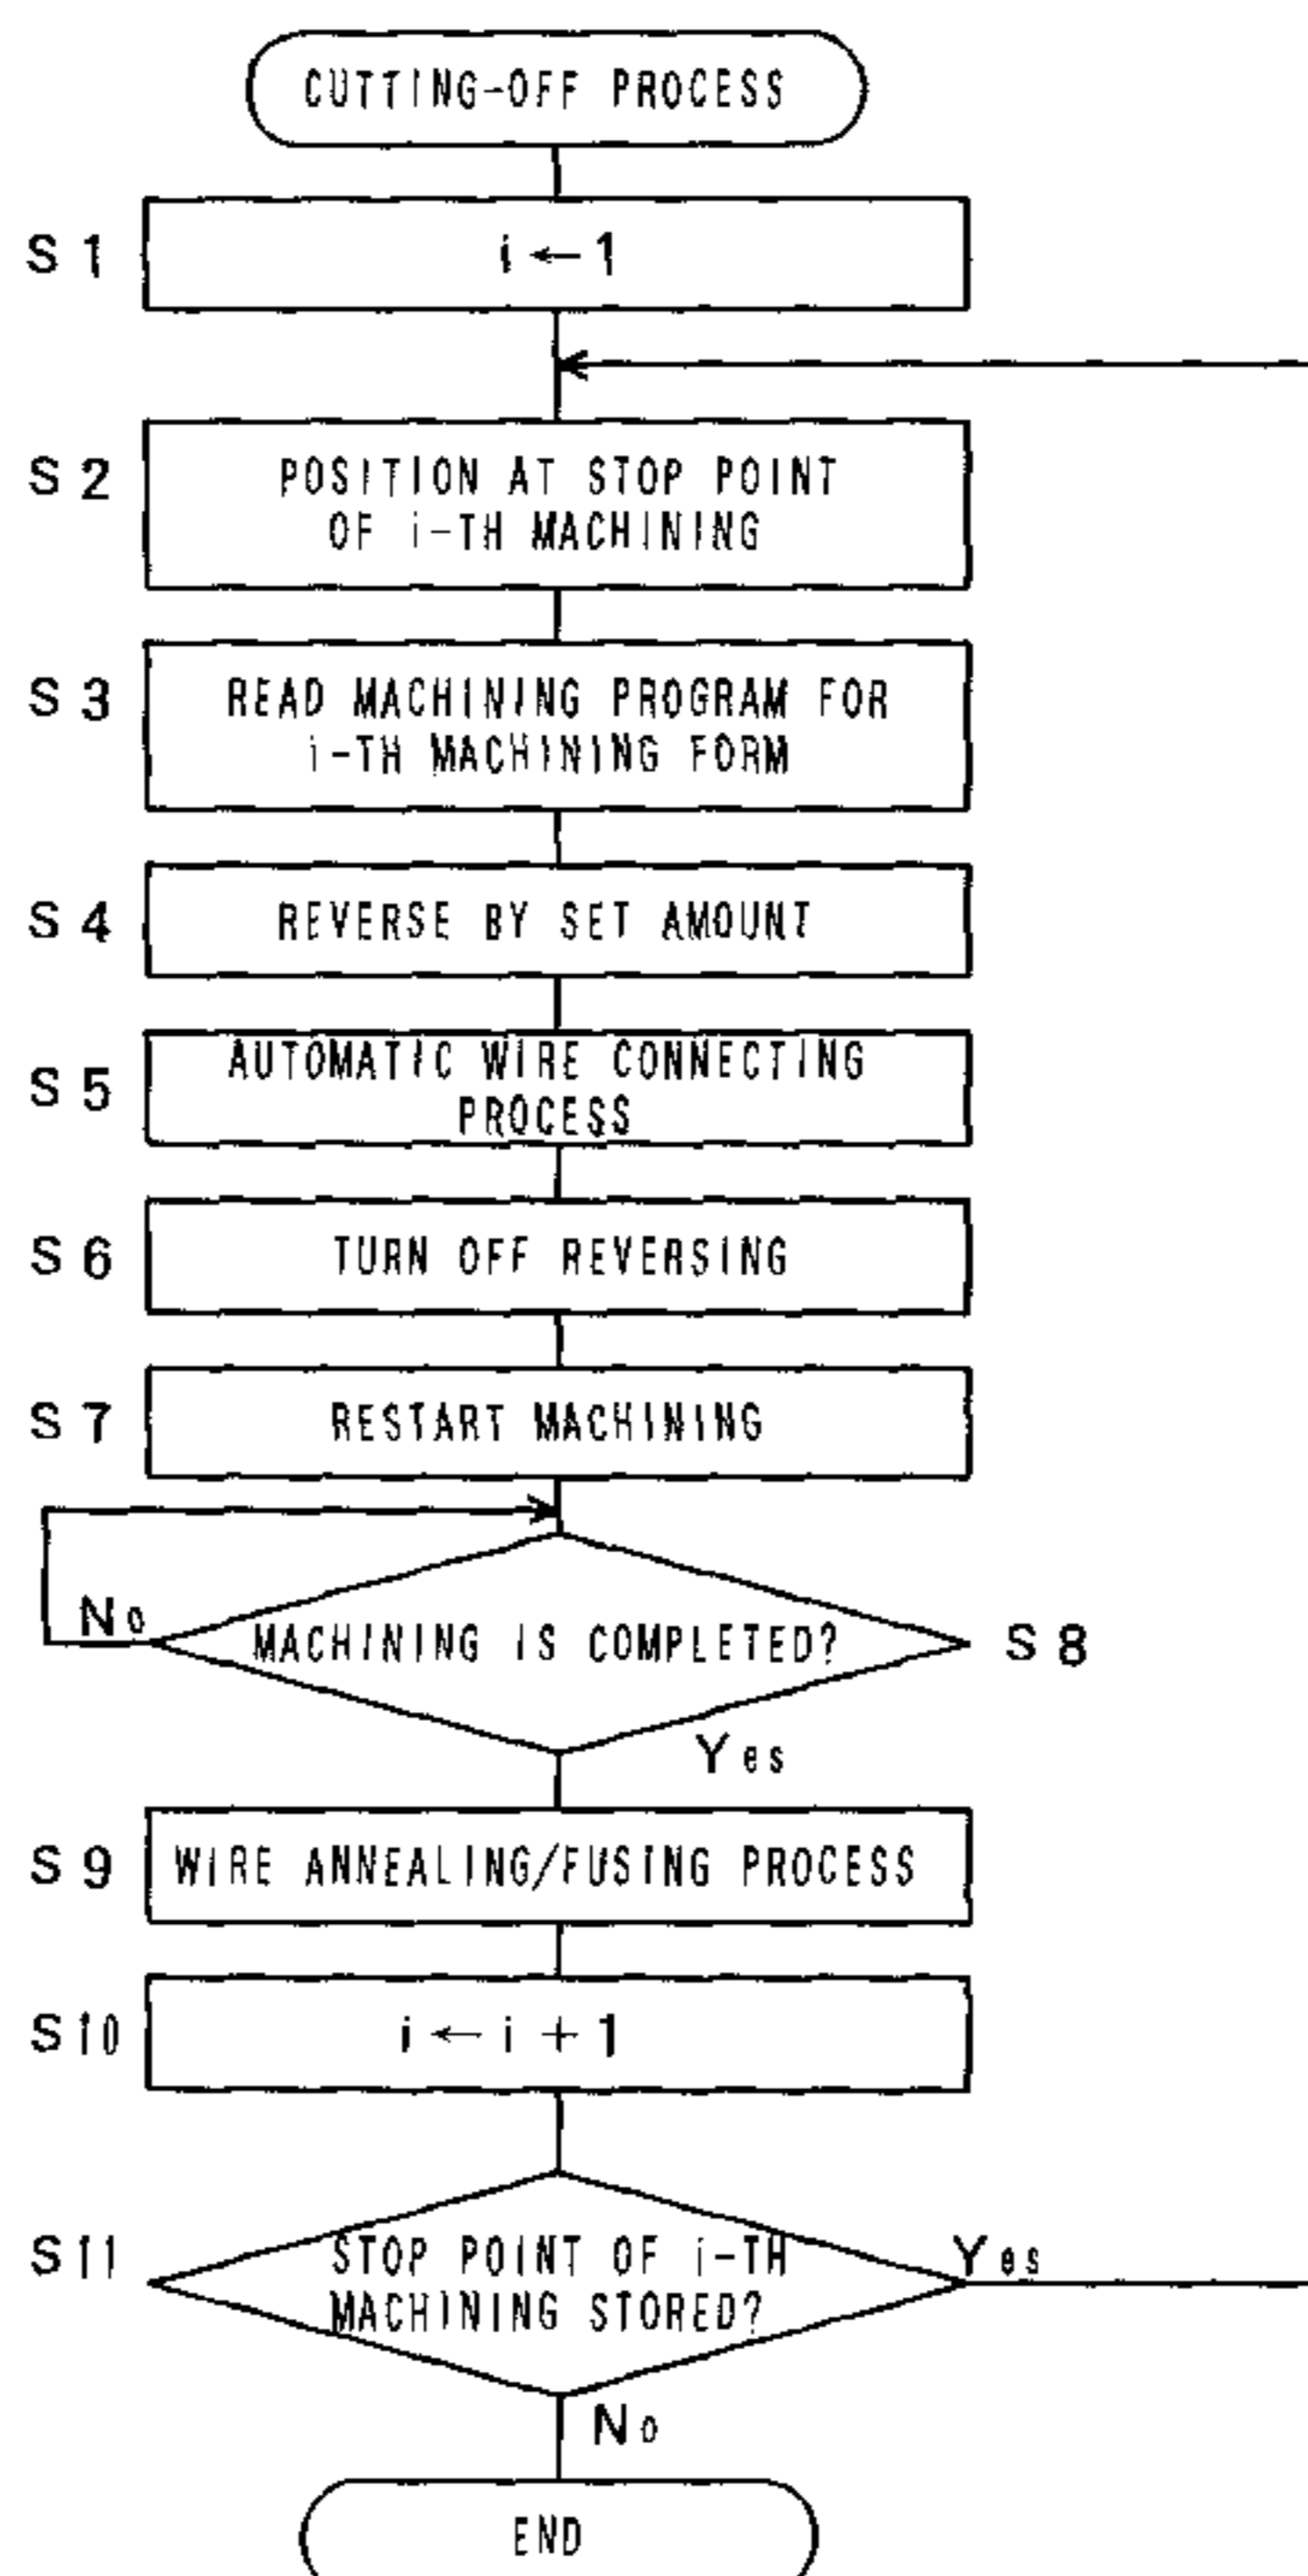 CUTTING-OFF PROCESS
S1
i ← 1
S2
POSITION AT STOP POINT
OF i-TH MACHINING
S3
READ MACHINING PROGRAM FOR
i-TH MACHINING FORM
S4
REVERSE BY SET AMOUNT
S5
AUTOMATIC WIRE CONNECTING
PROCESS
S6
TURN OFF REVERSING
S7
RESTART MACHINING
No
MACHINING IS COMPLETED?
S8
Yes
S9
WIRE ANNEALING/FUSING PROCESS
S10
i ← i + 1
S11
STOP POINT OF i-TH
MACHINING STORED?
Yes
No
END